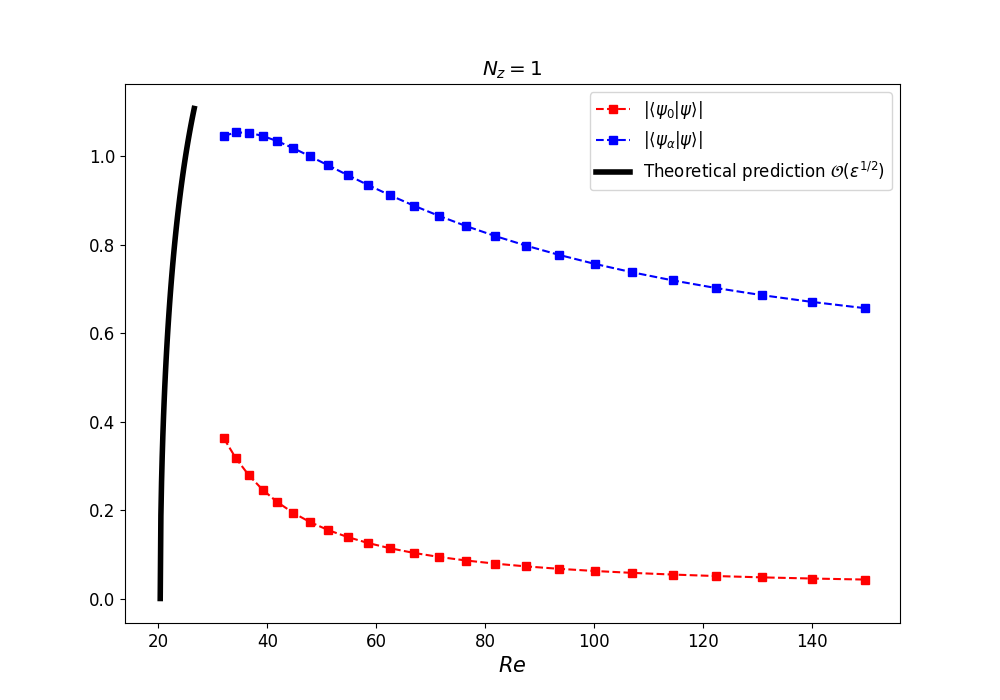 N_z = 1
|⟨ψ_0|ψ⟩|
|⟨ψ_α|ψ⟩|
Theoretical prediction 𝒪(ε^{1/2})
1.0
0.8
0.6
0.4
0.2
0.0
20 40 60 80 100 120 140
Re